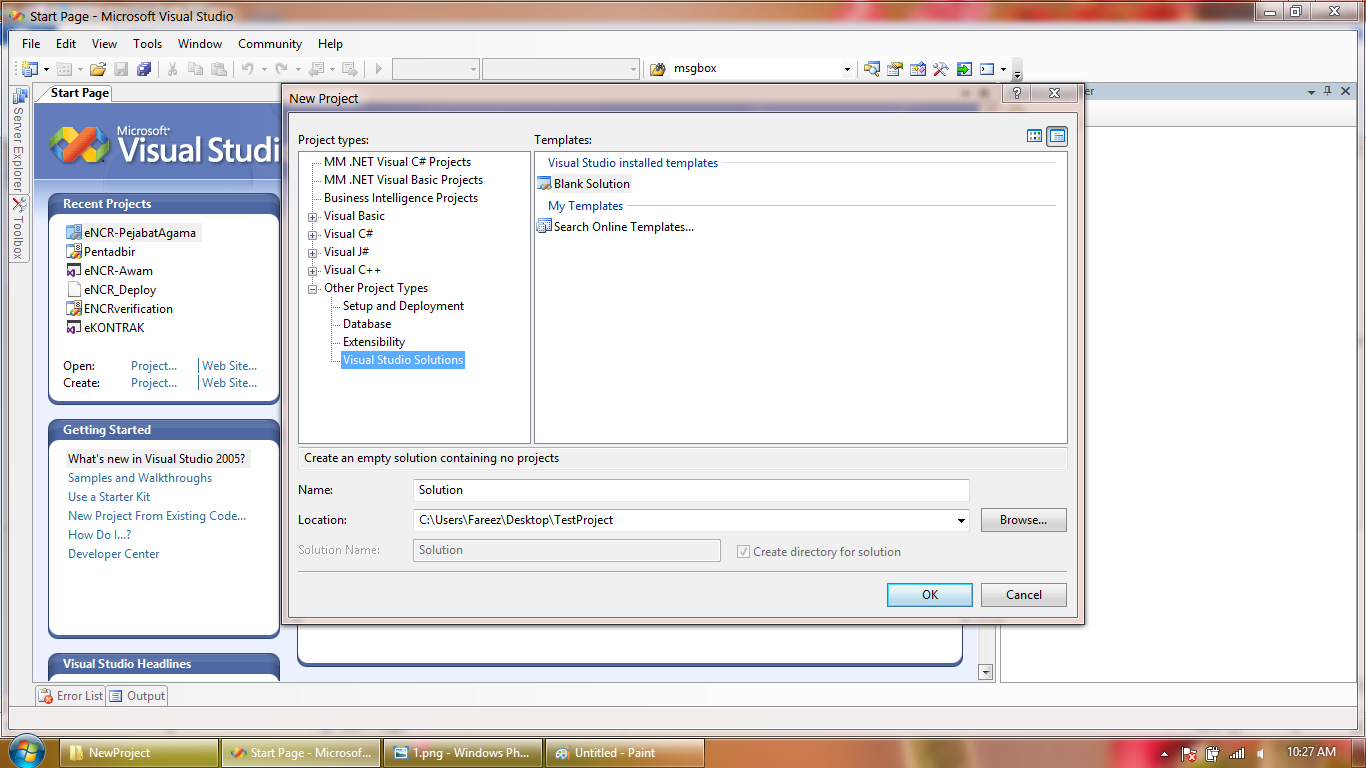 Start Page - Microsoft Visual Studio
File Edit View Tools Window Community Help
msgbox
Server Explorer
Toolbox
Start Page
Microsoft®
Visual Studi
Recent Projects
eNCR-PejabatAgama
Pentadbir
eNCR-Awam
eNCR_Deploy
ENCRverification
eKONTRAK
Open: Project... Web Site...
Create: Project... Web Site...
Getting Started
What's new in Visual Studio 2005?
Samples and Walkthroughs
Use a Starter Kit
New Project From Existing Code...
How Do I...?
Developer Center
Visual Studio Headlines
New Project
Project types:
MM .NET Visual C# Projects
MM .NET Visual Basic Projects
Business Intelligence Projects
Visual Basic
Visual C#
Visual J#
Visual C++
Other Project Types
Setup and Deployment
Database
Extensibility
Visual Studio Solutions
Templates:
Visual Studio installed templates
Blank Solution
My Templates
Search Online Templates...
Create an empty solution containing no projects
Name: Solution
Location: C:\Users\Fareez\Desktop\TestProject Browse...
Solution Name: Solution Create directory for solution
OK Cancel
er
Error List Output
NewProject Start Page - Microsof... 1.png - Windows Ph... Untitled - Paint 10:27 AM